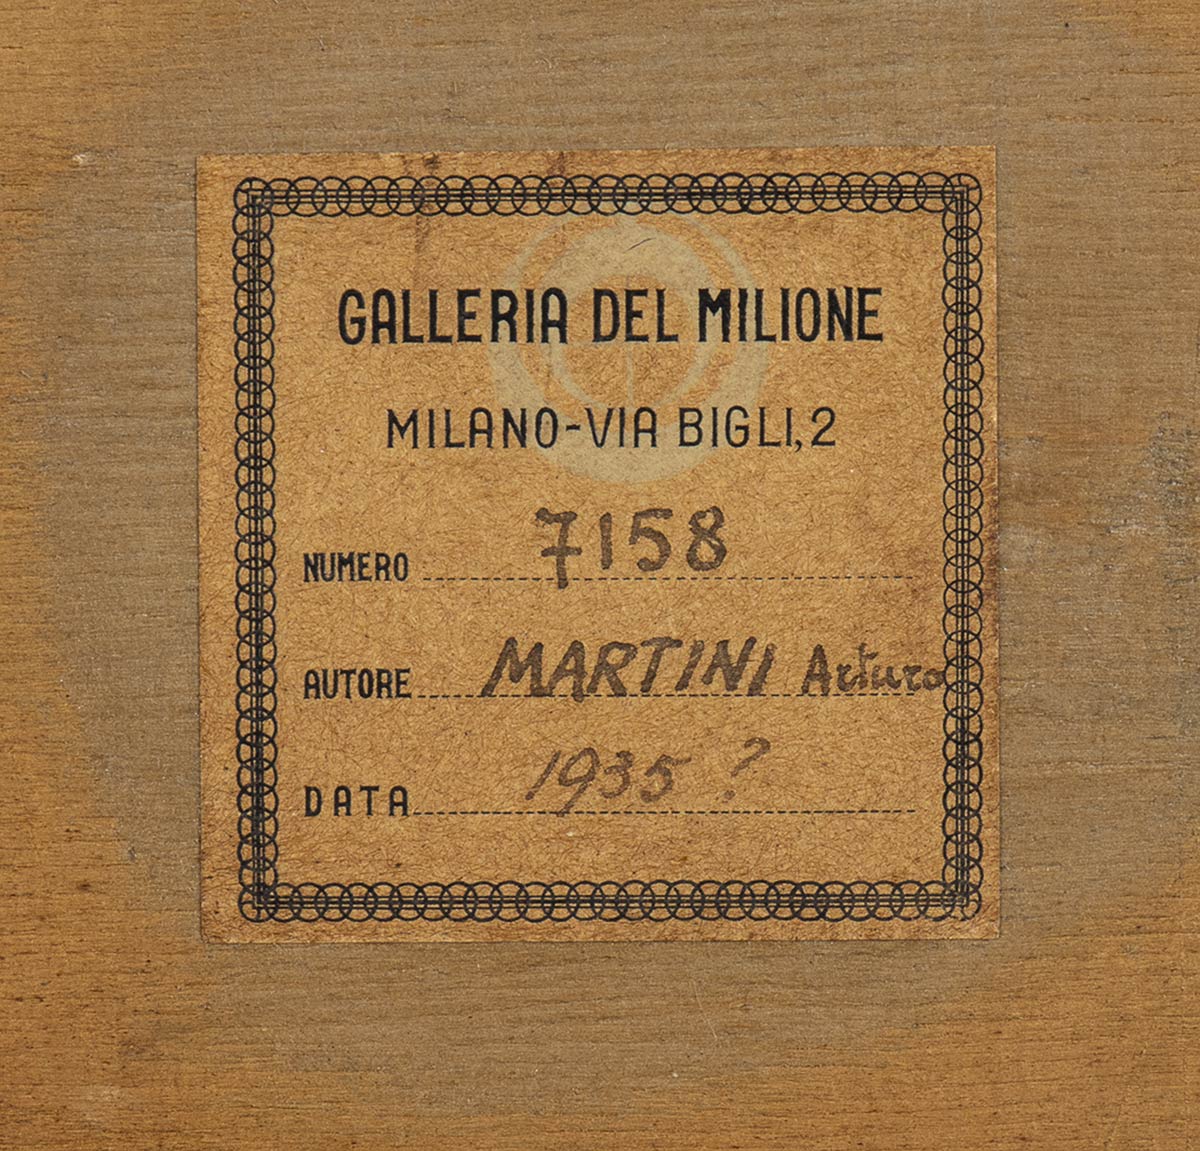 GALLERIA DEL MILIONE
MILANO-VIA BIGLI, 2
NUMERO 7158
AUTORE MARTINI Arturo
DATA 1935 ?